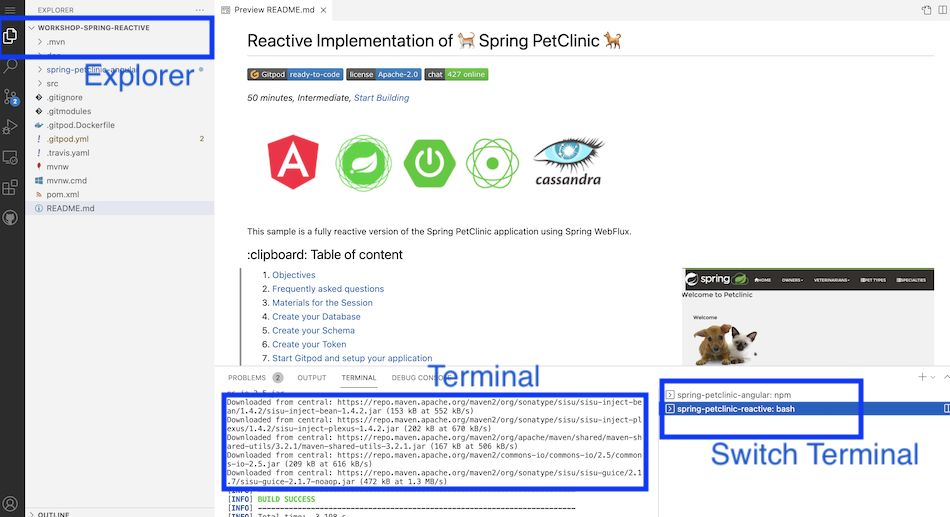 EXPLORER
···
WORKSHOP-SPRING-REACTIVE
.mvn
spring-petclinic-angular
src
.gitignore
.gitmodules
.gitpod.Dockerfile
.gitpod.yml 2
.travis.yaml
mvnw
mvnw.cmd
pom.xml
README.md
OUTLINE
2
Explorer
Preview README.md
Reactive Implementation of 🐈 Spring PetClinic 🐕
Gitpod ready-to-code license Apache-2.0 chat 427 online
50 minutes, Intermediate, Start Building
cassandra
This sample is a fully reactive version of the Spring PetClinic application using Spring WebFlux.
:clipboard: Table of content
1. Objectives
2. Frequently asked questions
3. Materials for the Session
4. Create your Database
5. Create your Schema
6. Create your Token
7. Start Gitpod and setup your application
spring HOME OWNERS VETERINARIANS PET TYPES SPECIALTIES
Welcome to Petclinic
Welcome
Terminal
PROBLEMS 2 OUTPUT TERMINAL DEBUG CONSOLE
Downloaded from central: https://repo.maven.apache.org/maven2/org/sonatype/sisu/sisu-inject-be
an/1.4.2/sisu-inject-bean-1.4.2.jar (153 kB at 552 kB/s)
Downloaded from central: https://repo.maven.apache.org/maven2/org/sonatype/sisu/sisu-inject-pl
exus/1.4.2/sisu-inject-plexus-1.4.2.jar (202 kB at 670 kB/s)
Downloaded from central: https://repo.maven.apache.org/maven2/org/apache/maven/shared/maven-sh
ared-utils/3.2.1/maven-shared-utils-3.2.1.jar (167 kB at 506 kB/s)
Downloaded from central: https://repo.maven.apache.org/maven2/commons-io/commons-io/2.5/common
s-io-2.5.jar (209 kB at 616 kB/s)
Downloaded from central: https://repo.maven.apache.org/maven2/org/sonatype/sisu/sisu-guice/2.1
.7/sisu-guice-2.1.7-noaop.jar (472 kB at 1.3 MB/s)
[INFO] BUILD SUCCESS
[INFO] ------------------------------------------------------------------------
[INFO] Total time: 3.198 s
spring-petclinic-angular: npm
spring-petclinic-reactive: bash
Switch Terminal